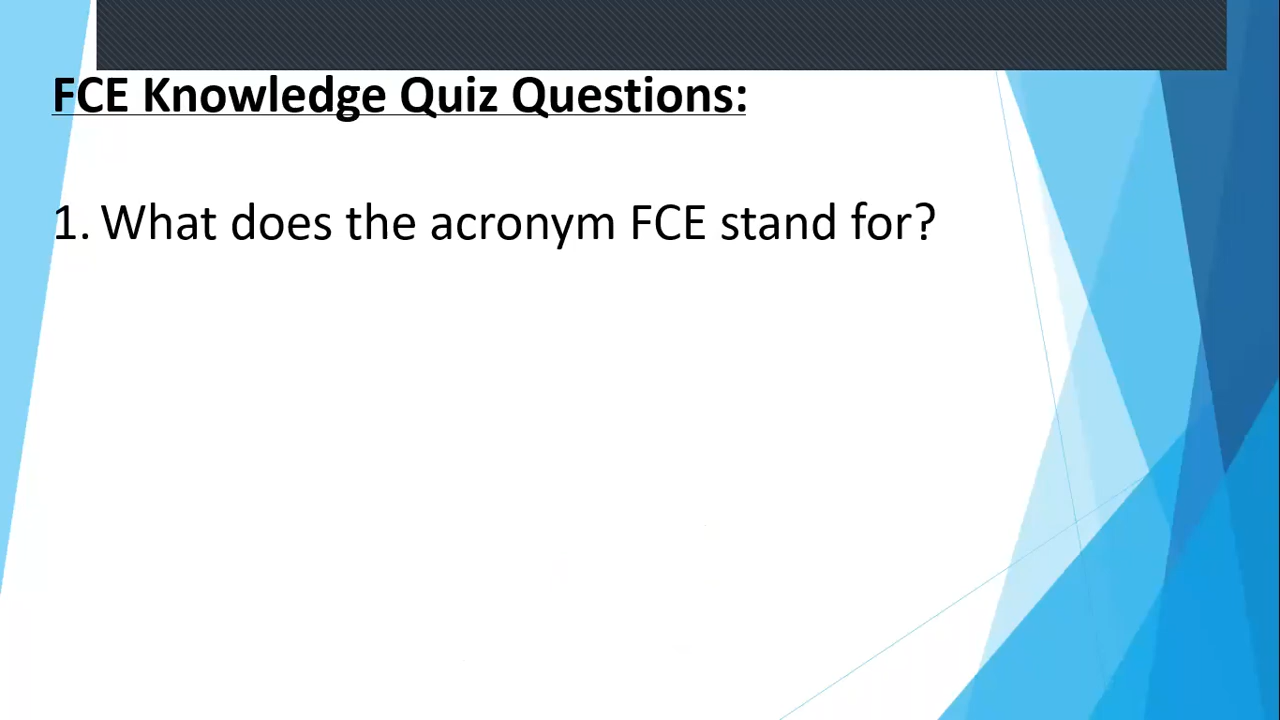 FCE Knowledge Quiz Questions:
1. What does the acronym FCE stand for?